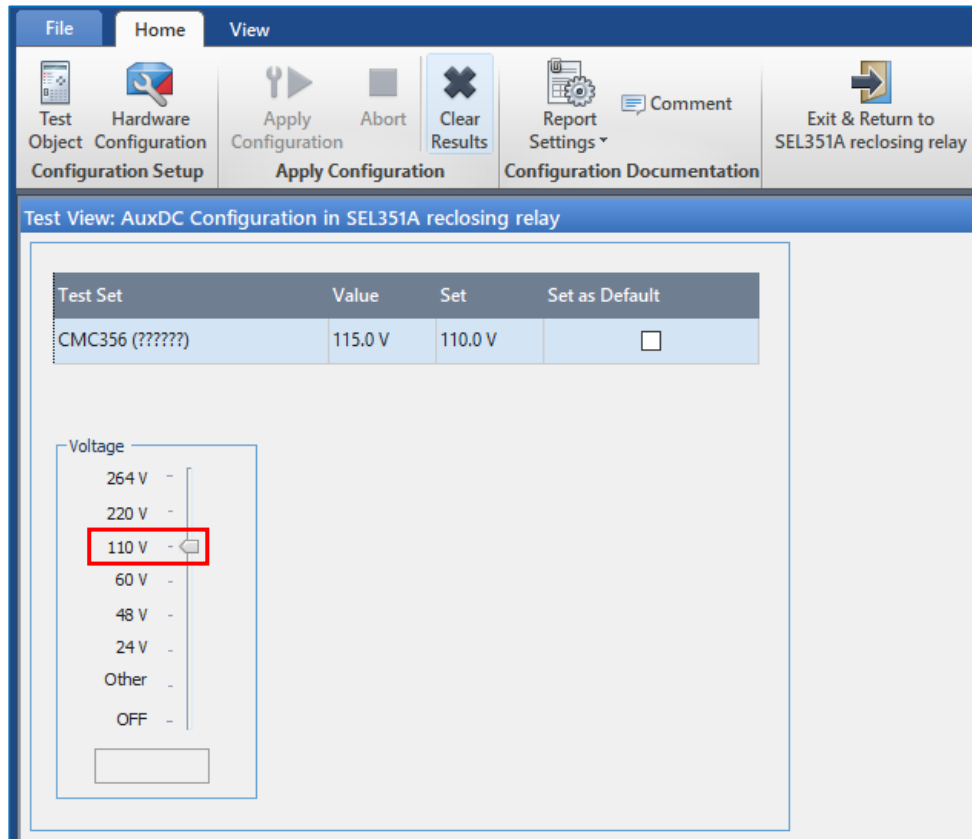 File Home View
Test Object
Hardware Configuration
Configuration Setup
Apply Configuration
Abort
Clear Results
Apply Configuration
Report Settings
Comment
Configuration Documentation
Exit & Return to SEL351A reclosing relay
Test View: AuxDC Configuration in SEL351A reclosing relay
Test Set Value Set Set as Default
CMC356 (??????) 115.0 V 110.0 V
Voltage
264 V
220 V
110 V
60 V
48 V
24 V
Other
OFF